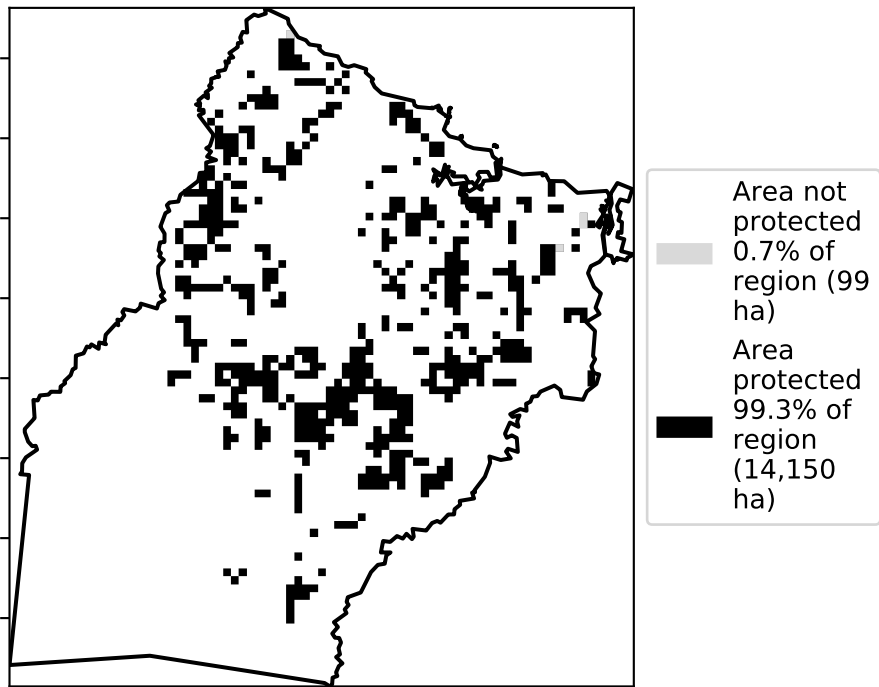 Area not
protected
0.7% of
region (99
ha)
Area
protected
99.3% of
region
(14,150
ha)